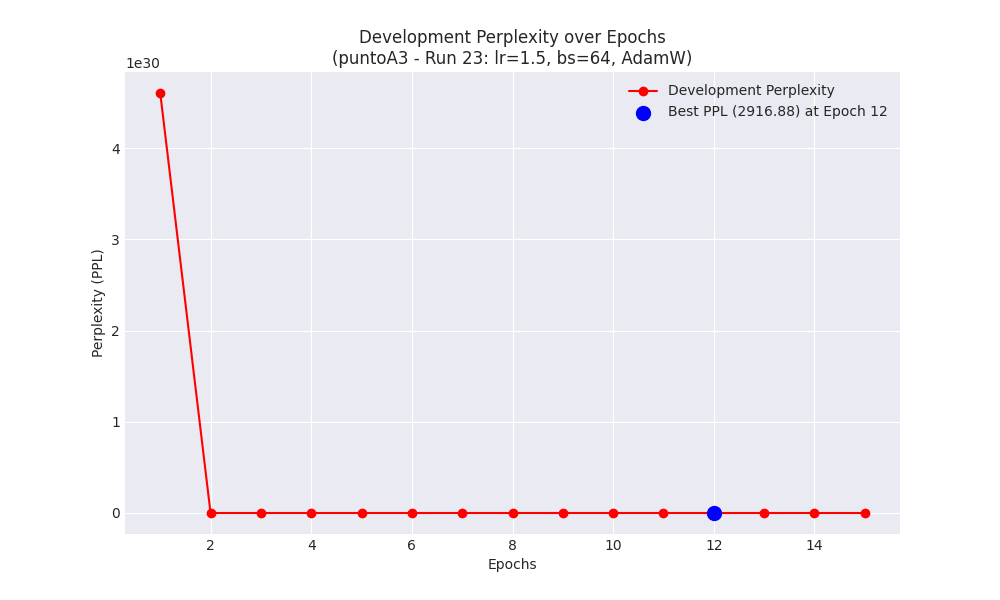 Development Perplexity over Epochs
(puntoA3 - Run 23: lr=1.5, bs=64, AdamW)
1e30
Development Perplexity
Best PPL (2916.88) at Epoch 12
4
3
2
1
0
Perplexity (PPL)
2 4 6 8 10 12 14
Epochs